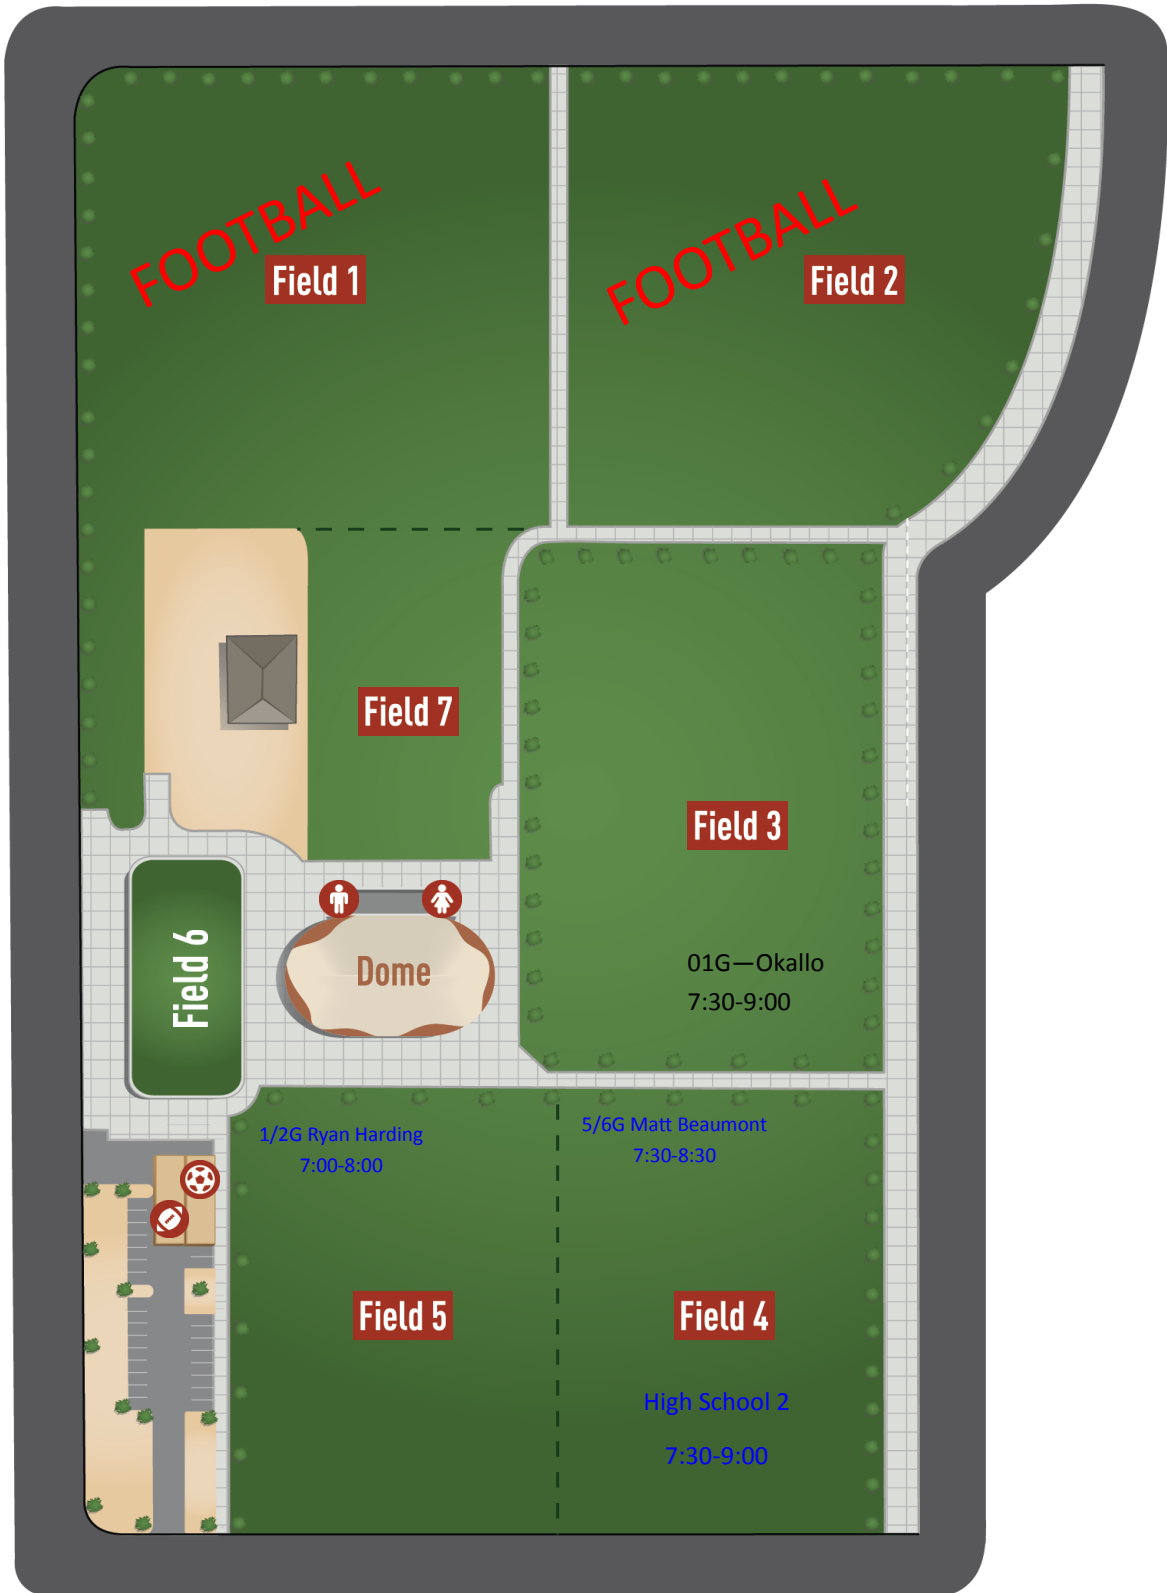 FOOTBALL
Field 1
FOOTBALL
Field 2
Field 7
Field 3
01G—Okallo
7:30-9:00
Field 6
Dome
1/2G Ryan Harding
7:00-8:00
5/6G Matt Beaumont
7:30-8:30
Field 5
Field 4
High School 2
7:30-9:00